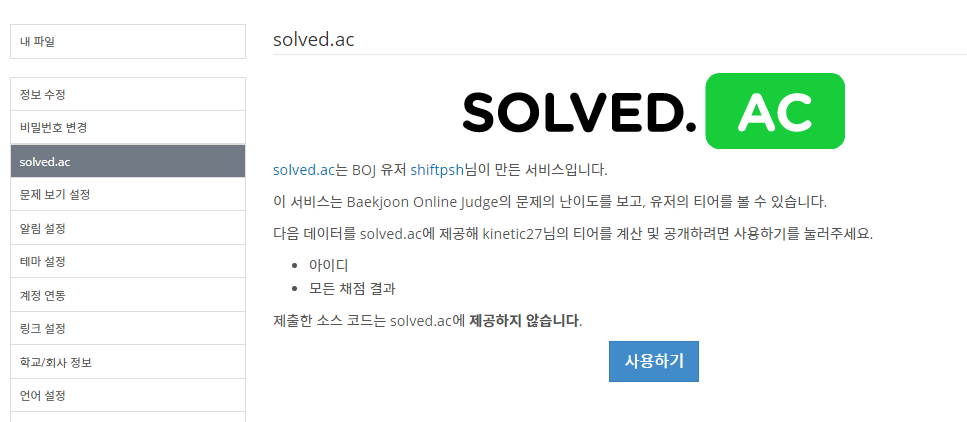 내 파일
정보 수정
비밀번호 변경
solved.ac
문제 보기 설정
알림 설정
테마 설정
계정 연동
링크 설정
학교/회사 정보
언어 설정
solved.ac
SOLVED.AC
solved.ac는 BOJ 유저 shiftpsh님이 만든 서비스입니다.
이 서비스는 Baekjoon Online Judge의 문제의 난이도를 보고, 유저의 티어를 볼 수 있습니다.
다음 데이터를 solved.ac에 제공해 kinetic27님의 티어를 계산 및 공개하려면 사용하기를 눌러주세요.
• 아이디
• 모든 채점 결과
제출한 소스 코드는 solved.ac에 제공하지 않습니다.
사용하기